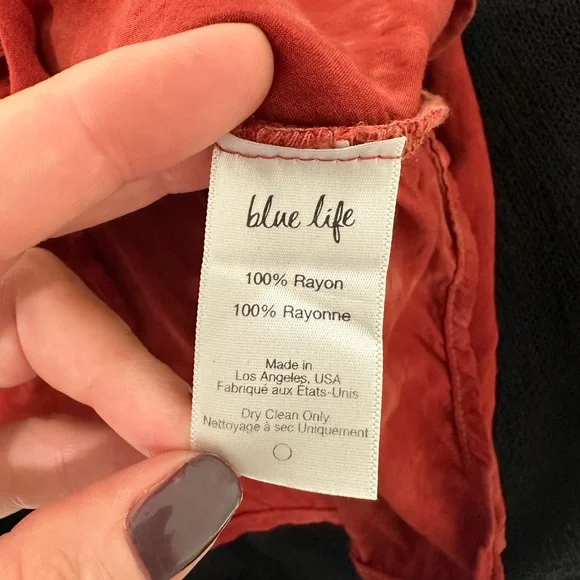 blue life
100% Rayon
100% Rayonne
Made in
Los Angeles, USA
Fabriqué aux Etats-Unis
Dry Clean Only
Nettoyage à sec Uniquement